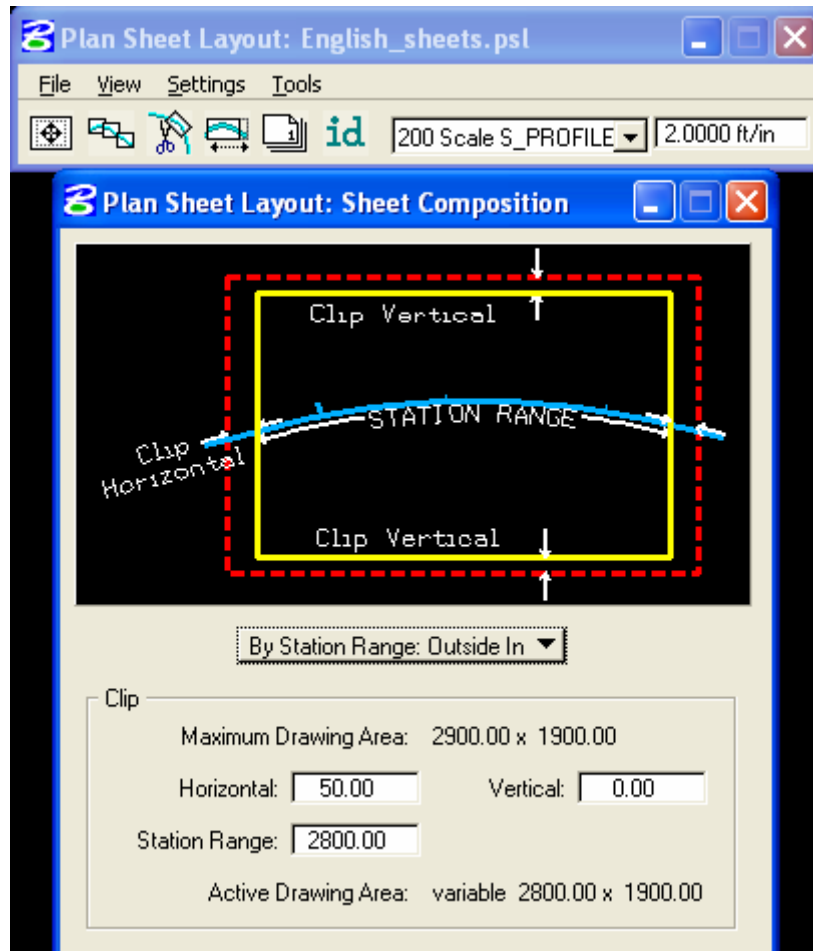 Plan Sheet Layout: English_sheets.psl
File View Settings Tools
1 id 200 Scale S_PROFILE 2.0000 ft/in
Plan Sheet Layout: Sheet Composition
Clip Vertical
STATION RANGE
Clip
Horizontal
Clip Vertical
By Station Range: Outside In
Clip
Maximum Drawing Area: 2900.00 x 1900.00
Horizontal: 50.00 Vertical: 0.00
Station Range: 2800.00
Active Drawing Area: variable 2800.00 x 1900.00